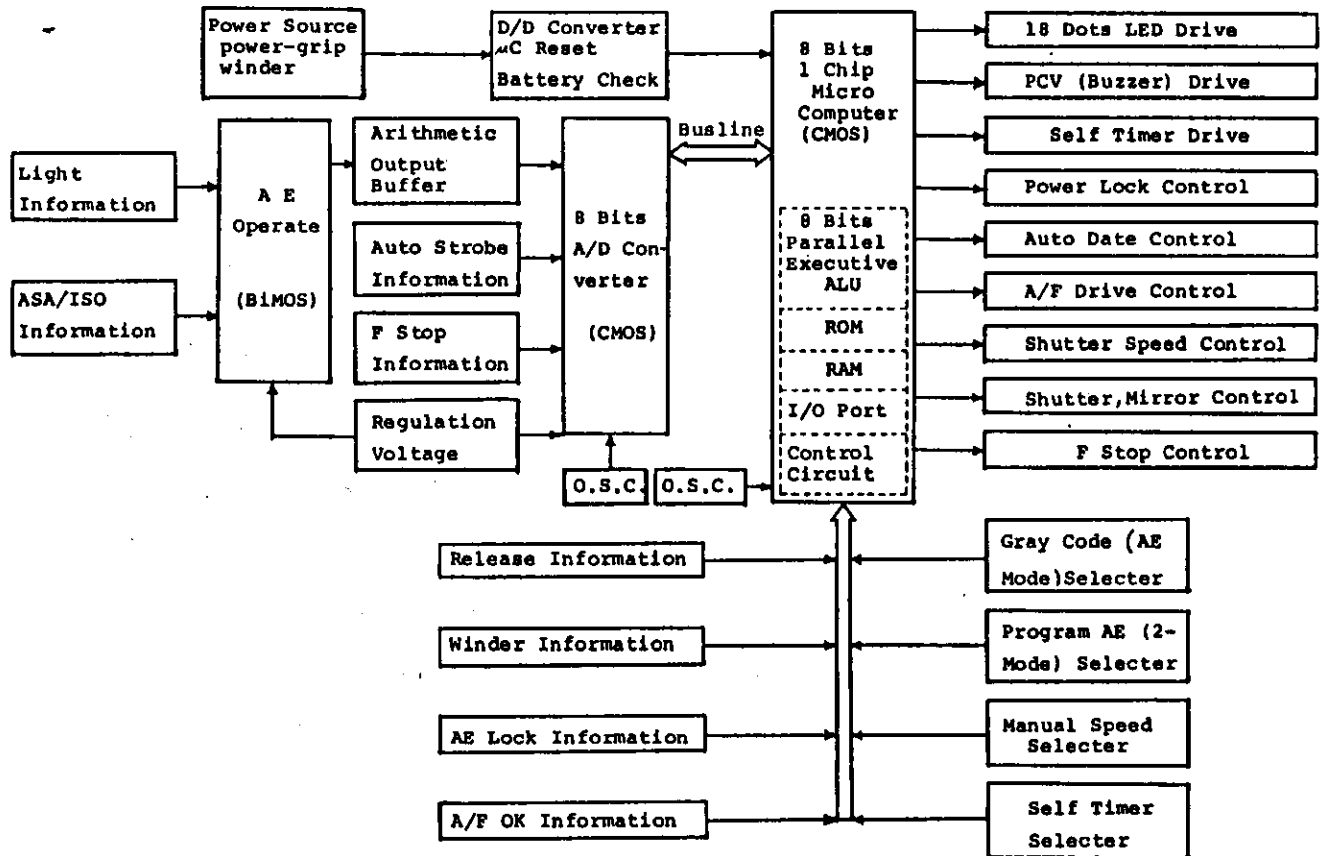 Power Source
power-grip
winder
D/D Converter
μC Reset
Battery Check
8 Bits
1 Chip
Micro
Computer
(CMOS)
18 Dots LED Drive
PCV (Buzzer) Drive
Self Timer Drive
Power Lock Control
Auto Date Control
A/F Drive Control
Shutter Speed Control
Shutter,Mirror Control
F Stop Control
Light
Information
ASA/ISO
Information
A E
Operate
(BiMOS)
Arithmetic
Output
Buffer
Auto Strobe
Information
F Stop
Information
Regulation
Voltage
8 Bits
A/D Con-
verter
(CMOS)
Busline
8 Bits
Parallel
Executive
ALU
ROM
RAM
I/O Port
Control
Circuit
O.S.C.
O.S.C.
Release Information
Winder Information
AE Lock Information
A/F OK Information
Gray Code (AE
Mode)Selecter
Program AE (2-
Mode) Selecter
Manual Speed
Selecter
Self Timer
Selecter